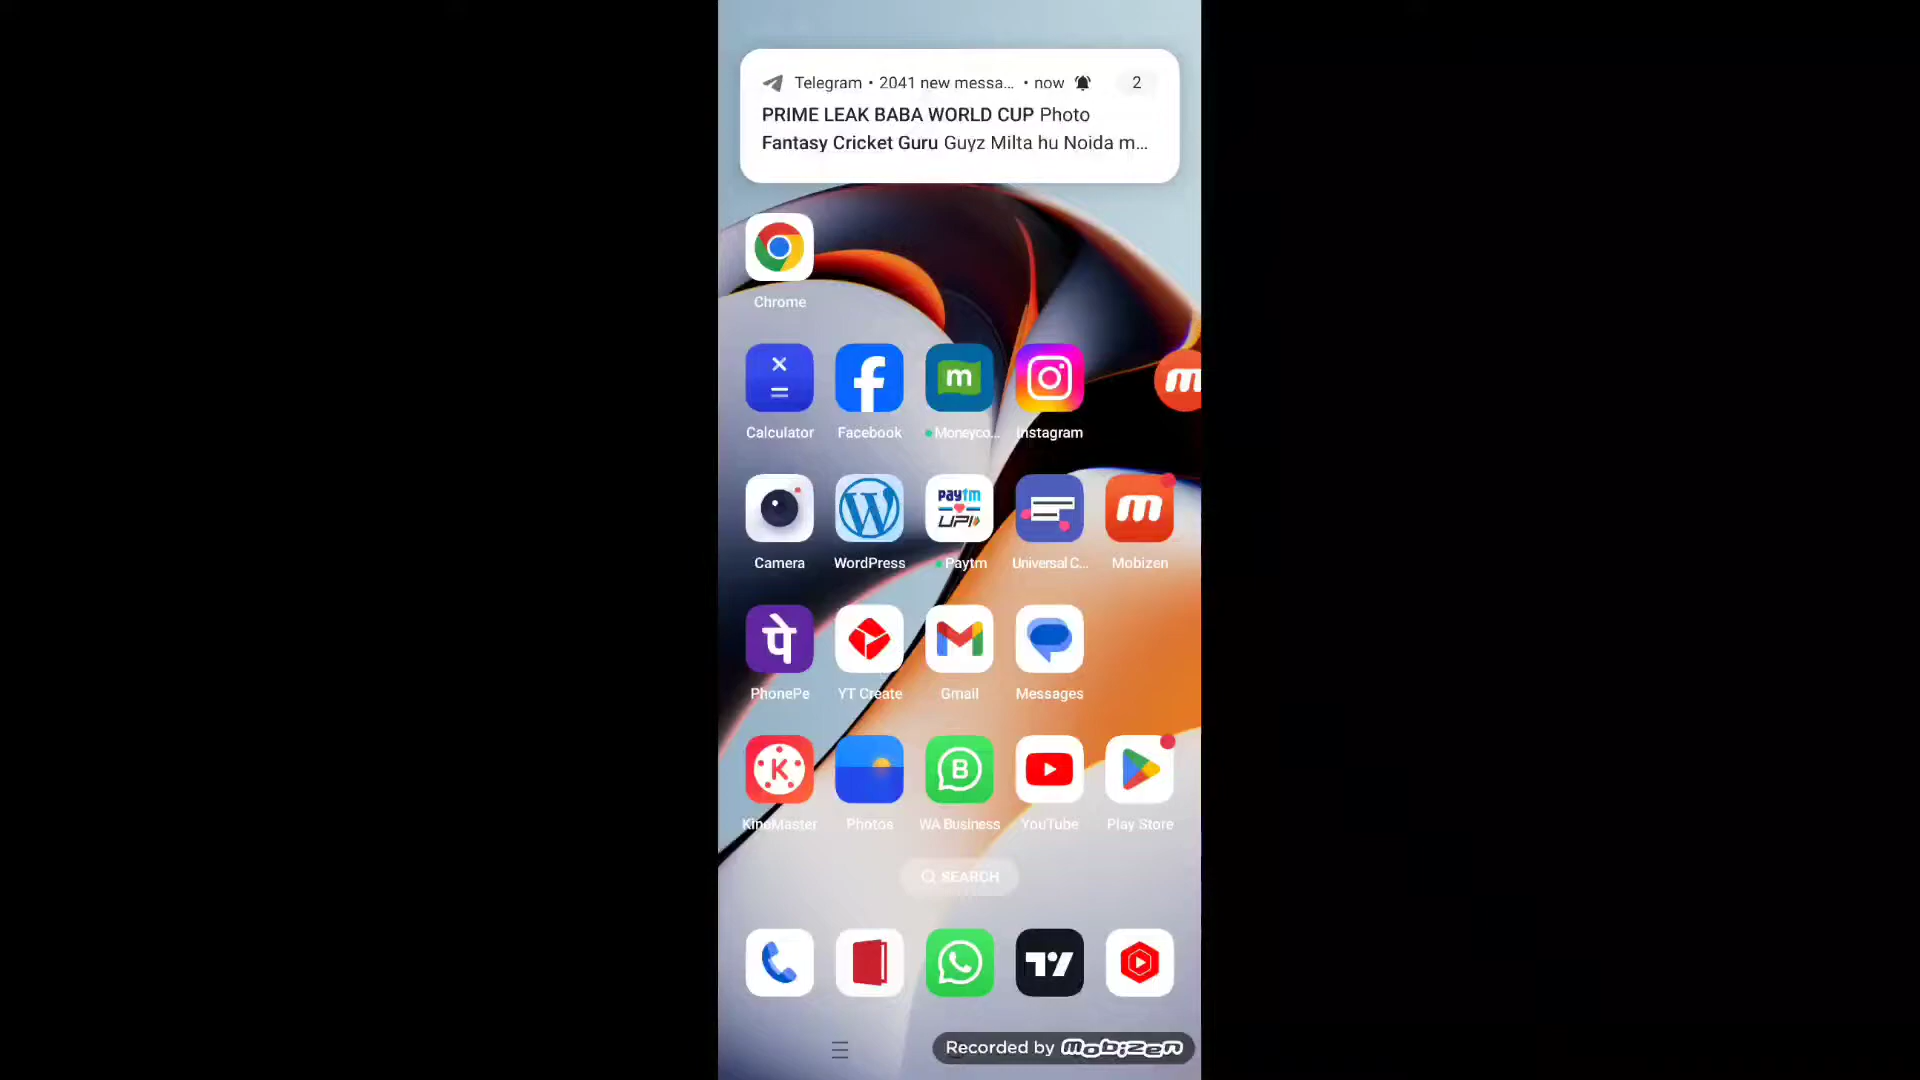 Telegram • 2041 new messa... • now 2
PRIME LEAK BABA WORLD CUP Photo
Fantasy Cricket Guru Guyz Milta hu Noida m...
Chrome
Calculator Facebook Moneyco... Instagram
m
m
W
paytm
UPI
m
Camera WordPress Paytm Universal C... Mobizen
पे
PhonePe YT Create Gmail Messages
K
B
KineMaster Photos WA Business YouTube Play Store
SEARCH
Recorded by Mobizen